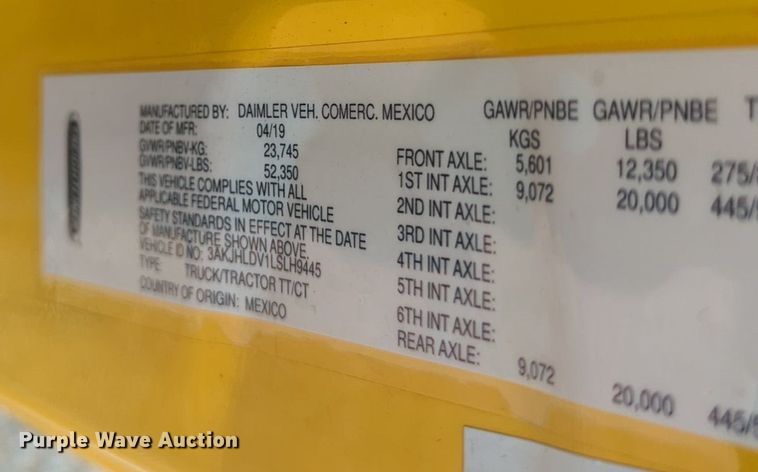 MANUFACTURED BY: DAIMLER VEH. COMERC. MEXICO
DATE OF MFR: 04/19
GVWR/PNBV-KG: 23,745
GVWR/PNBV-LBS: 52,350
THIS VEHICLE COMPLIES WITH ALL
APPLICABLE FEDERAL MOTOR VEHICLE
SAFETY STANDARDS IN EFFECT AT THE DATE
OF MANUFACTURE SHOWN ABOVE.
VEHICLE ID NO: 3AKJHLDV1LSLH9445
TYPE: TRUCK/TRACTOR TT/CT
COUNTRY OF ORIGIN: MEXICO
GAWR/PNBE GAWR/PNBE T
KGS LBS
FRONT AXLE: 5,601 12,350 275/
1ST INT AXLE: 9,072 20,000 445/
2ND INT AXLE:
3RD INT AXLE:
4TH INT AXLE:
5TH INT AXLE:
6TH INT AXLE:
REAR AXLE: 9,072 20,000 445/
Purple Wave Auction